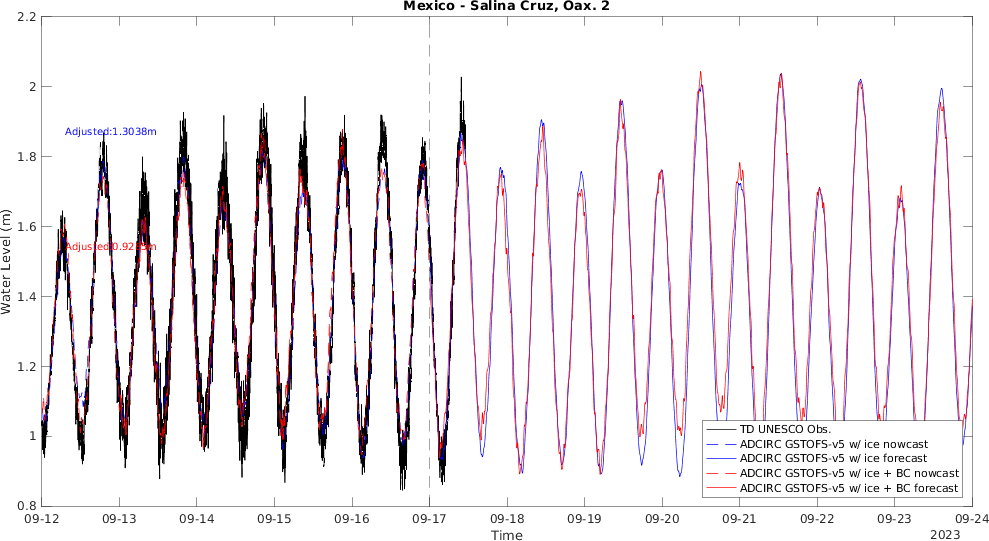 Mexico - Salina Cruz, Oax. 2
2.2
2
1.8
1.6
1.4
1.2
1
0.8
Water Level (m)
Adjusted:1.3038m
TD UNESCO Obs.
ADCIRC GSTOFS-v5 w/ ice nowcast
ADCIRC GSTOFS-v5 w/ ice forecast
ADCIRC GSTOFS-v5 w/ ice + BC nowcast
ADCIRC GSTOFS-v5 w/ ice + BC forecast
09-12 09-13 09-14 09-15 09-16 09-17 09-18 09-19 09-20 09-21 09-22 09-23 09-24
Time
2023